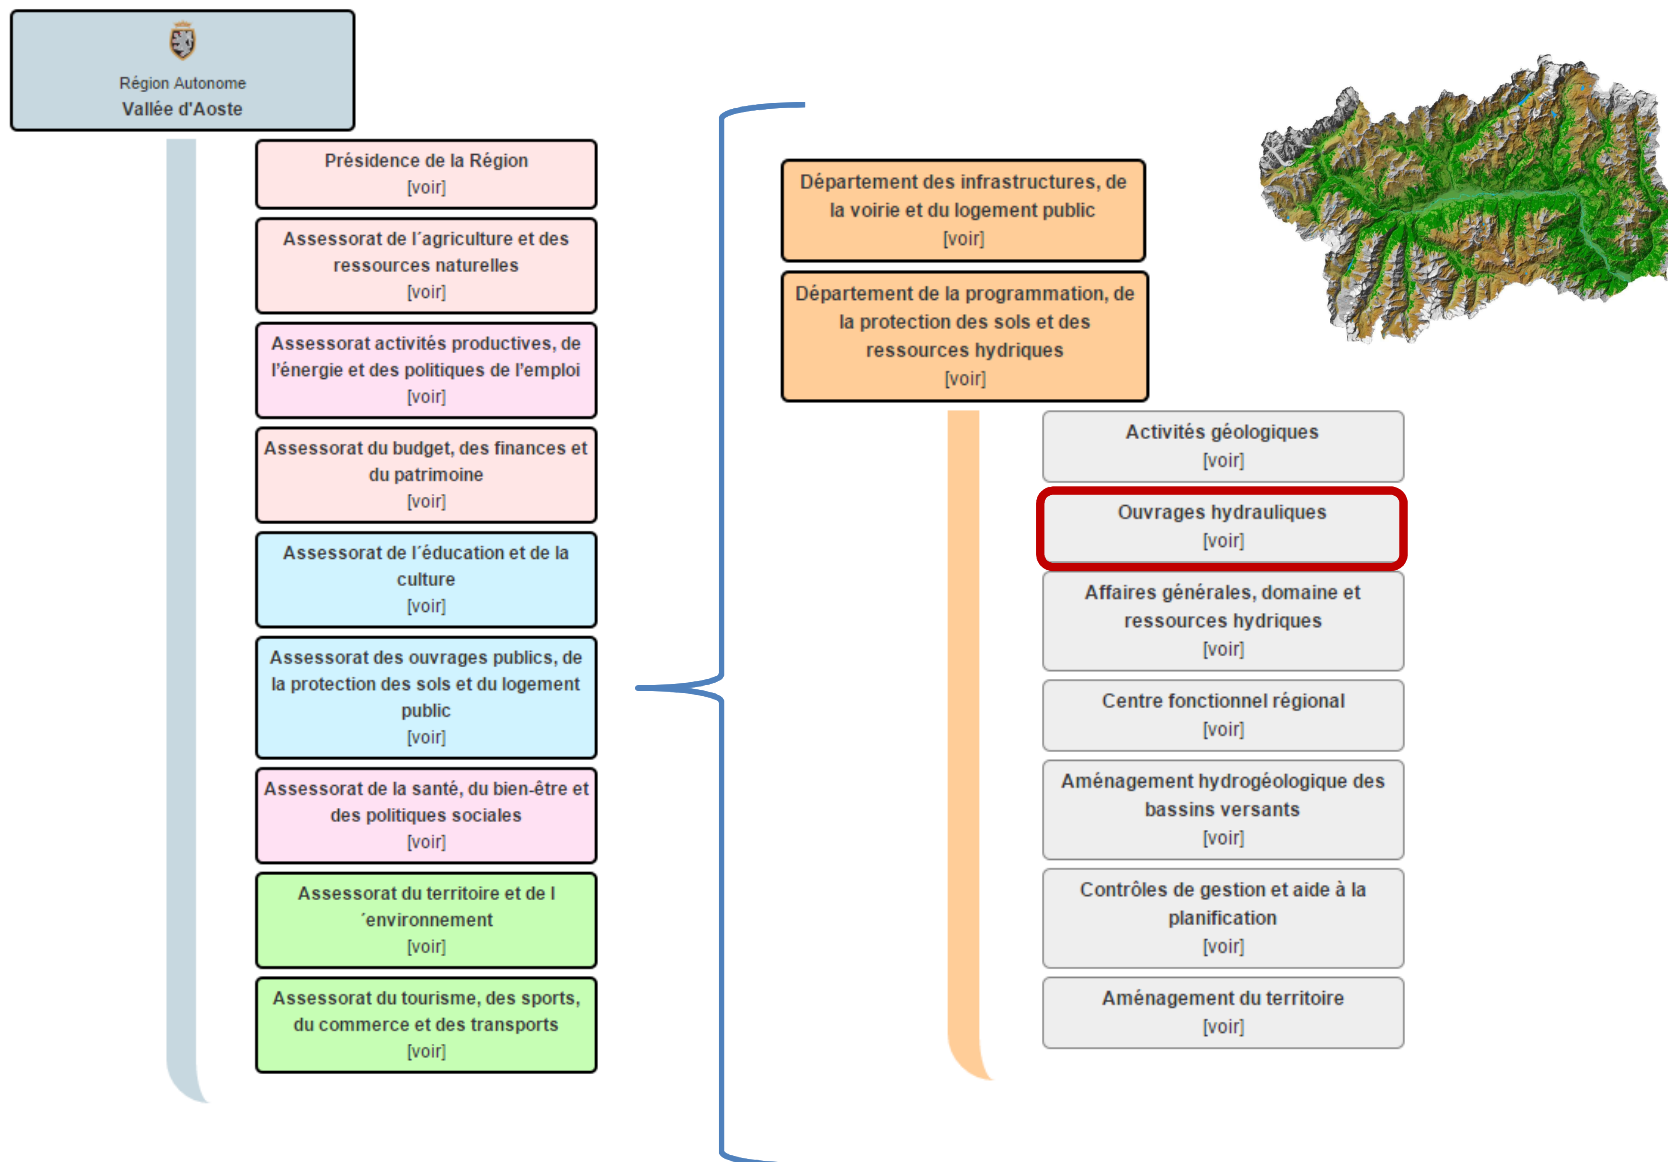 Région Autonome
Vallée d'Aoste
Présidence de la Région
[voir]
Assessorat de l´agriculture et des
ressources naturelles
[voir]
Assessorat activités productives, de
l'énergie et des politiques de l'emploi
[voir]
Assessorat du budget, des finances et
du patrimoine
[voir]
Assessorat de l´éducation et de la
culture
[voir]
Assessorat des ouvrages publics, de
la protection des sols et du logement
public
[voir]
Assessorat de la santé, du bien-être et
des politiques sociales
[voir]
Assessorat du territoire et de l
´environnement
[voir]
Assessorat du tourisme, des sports,
du commerce et des transports
[voir]
Département des infrastructures, de
la voirie et du logement public
[voir]
Département de la programmation, de
la protection des sols et des
ressources hydriques
[voir]
Activités géologiques
[voir]
Ouvrages hydrauliques
[voir]
Affaires générales, domaine et
ressources hydriques
[voir]
Centre fonctionnel régional
[voir]
Aménagement hydrogéologique des
bassins versants
[voir]
Contrôles de gestion et aide à la
planification
[voir]
Aménagement du territoire
[voir]